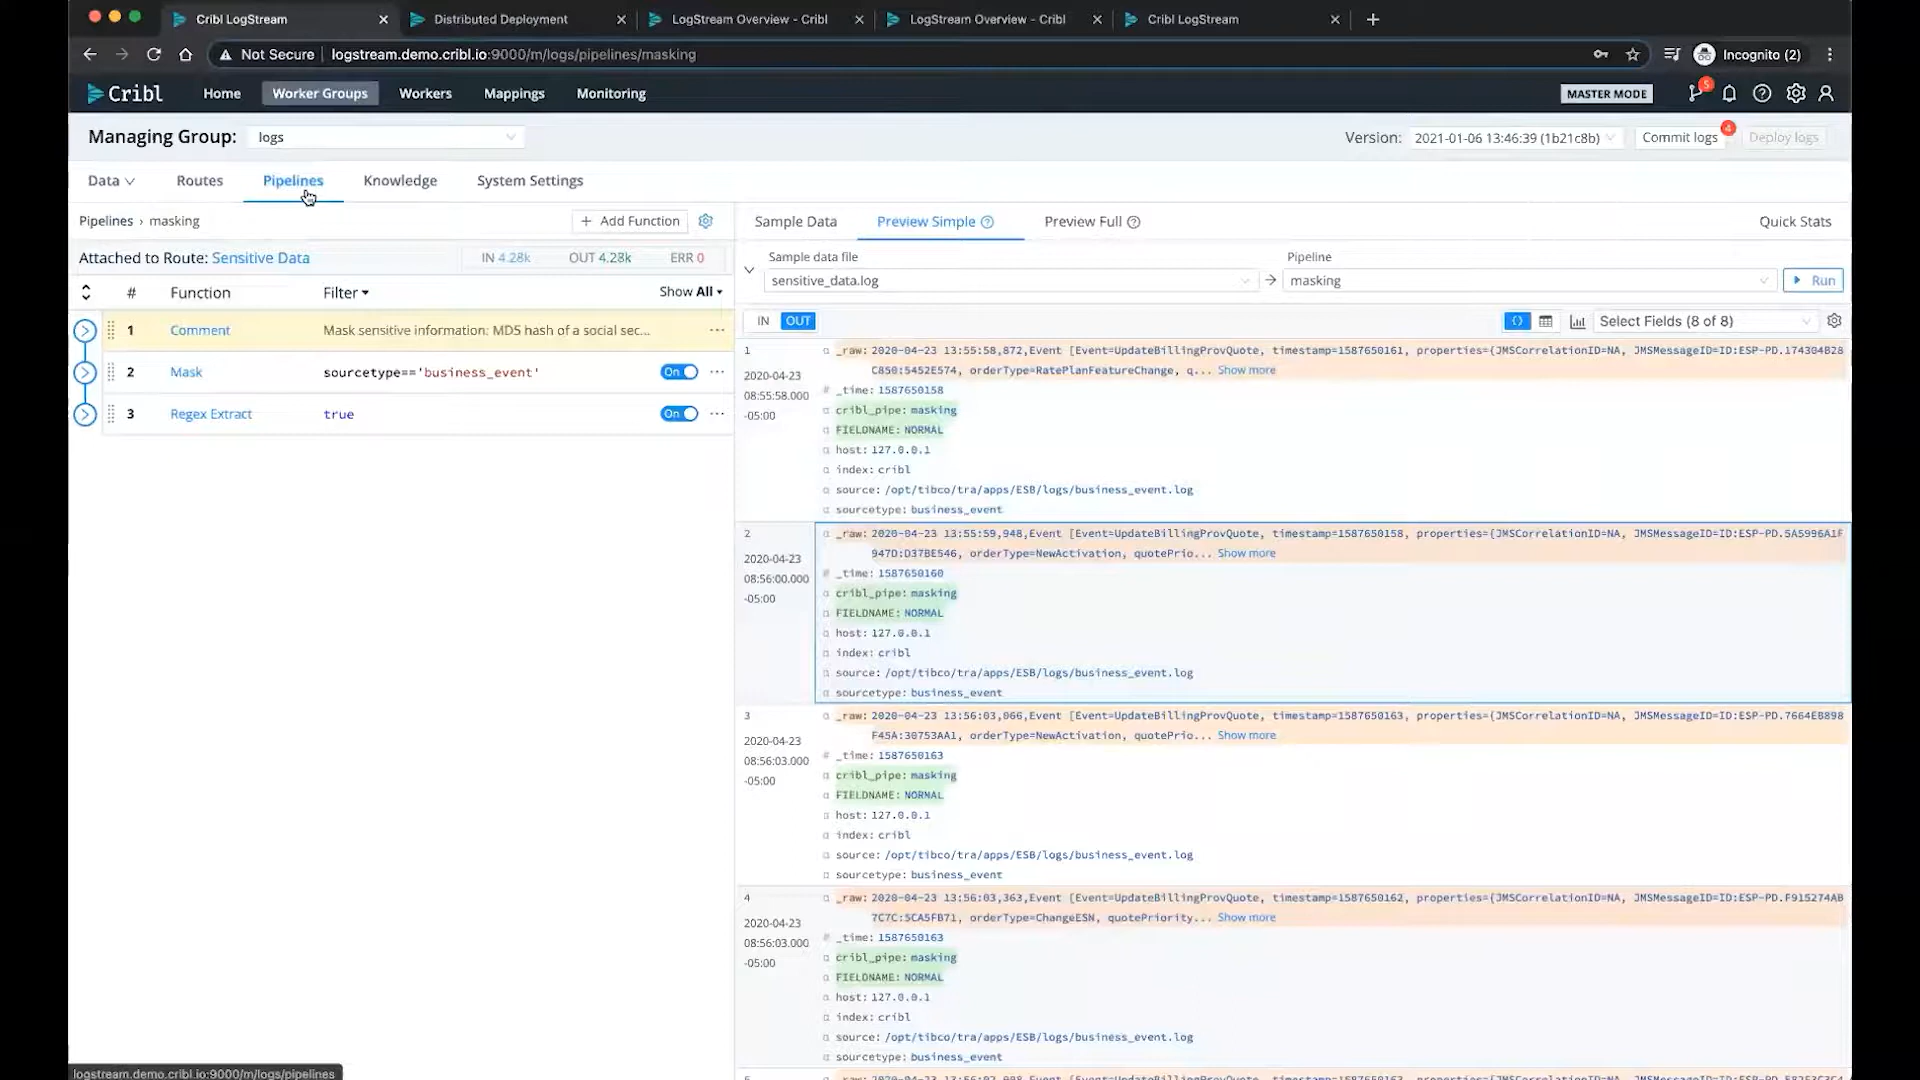 Cribl LogStream
Distributed Deployment
LogStream Overview - Cribl
LogStream Overview - Cribl
Cribl LogStream
Not Secure
logstream.demo.cribl.io:9000/m/logs/pipelines/masking
Incognito (2)
Cribl
Home
Worker Groups
Workers
Mappings
Monitoring
MASTER MODE
5
Managing Group:
logs
Version:
2021-01-06 13:46:39 (1b21c8b)
Commit logs
4
Deploy logs
Data
Routes
Pipelines
Knowledge
System Settings
Pipelines › masking
+ Add Function
Sample Data
Preview Simple
Preview Full
Quick Stats
Attached to Route: Sensitive Data
IN 4.28k
OUT 4.28k
ERR 0
Sample data file
sensitive_data.log
Pipeline
masking
Run
#
Function
Filter
Show All
1
Comment
Mask sensitive information: MD5 hash of a social sec...
2
Mask
sourcetype=='business_event'
On
3
Regex Extract
true
On
IN
OUT
Select Fields (8 of 8)
1
2020-04-23
08:55:58.000
-05:00
a _raw: 2020-04-23 13:55:58,872,Event [Event=UpdateBillingProvQuote, timestamp=1587650161, properties={JMSCorrelationID=NA, JMSMessageID=ID:ESP-PD.174304B28
C850:5452E574, orderType=RatePlanFeatureChange, q... Show more
# _time: 1587650158
a cribl_pipe: masking
a FIELDNAME: NORMAL
a host: 127.0.0.1
a index: cribl
a source: /opt/tibco/tra/apps/ESB/logs/business_event.log
a sourcetype: business_event
2
2020-04-23
08:56:00.000
-05:00
a _raw: 2020-04-23 13:55:59,948,Event [Event=UpdateBillingProvQuote, timestamp=1587650158, properties={JMSCorrelationID=NA, JMSMessageID=ID:ESP-PD.5A5996A1F
947D:D37BE546, orderType=NewActivation, quotePrio... Show more
# _time: 1587650160
a cribl_pipe: masking
a FIELDNAME: NORMAL
a host: 127.0.0.1
a index: cribl
a source: /opt/tibco/tra/apps/ESB/logs/business_event.log
a sourcetype: business_event
3
2020-04-23
08:56:03.000
-05:00
a _raw: 2020-04-23 13:56:03,066,Event [Event=UpdateBillingProvQuote, timestamp=1587650163, properties={JMSCorrelationID=NA, JMSMessageID=ID:ESP-PD.7664EB898
F45A:30753AA1, orderType=NewActivation, quotePrio... Show more
# _time: 1587650163
a cribl_pipe: masking
a FIELDNAME: NORMAL
a host: 127.0.0.1
a index: cribl
a source: /opt/tibco/tra/apps/ESB/logs/business_event.log
a sourcetype: business_event
4
2020-04-23
08:56:03.000
-05:00
a _raw: 2020-04-23 13:56:03,363,Event [Event=UpdateBillingProvQuote, timestamp=1587650162, properties={JMSCorrelationID=NA, JMSMessageID=ID:ESP-PD.F915274AB
7C7C:5CA5FB71, orderType=ChangeESN, quotePriority... Show more
# _time: 1587650163
a cribl_pipe: masking
a FIELDNAME: NORMAL
a host: 127.0.0.1
a index: cribl
a source: /opt/tibco/tra/apps/ESB/logs/business_event.log
a sourcetype: business_event
logstream.demo.cribl.io:9000/m/logs/pipelines